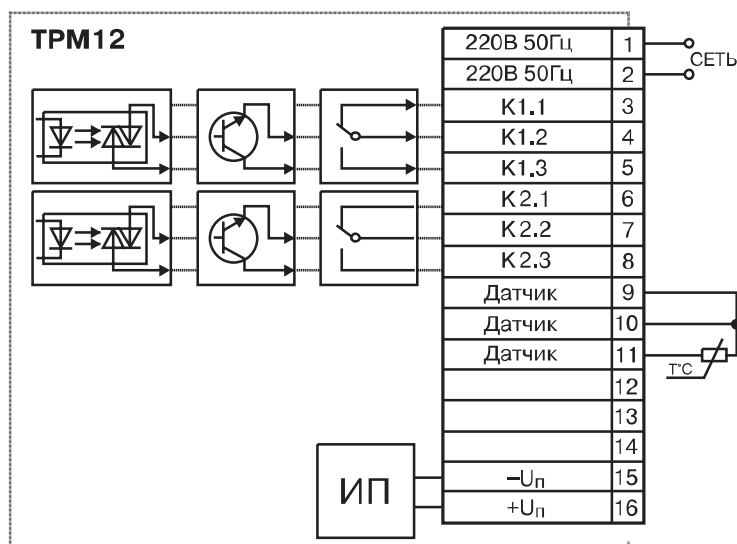 ТРМ12
220В 50Гц 1
СЕТЬ
220В 50Гц 2
К1.1 3
К1.2 4
К1.3 5
К2.1 6
К2.2 7
К2.3 8
Датчик 9
Датчик 10
Датчик 11
T°C
12
13
14
ИП
–Uп 15
+Uп 16